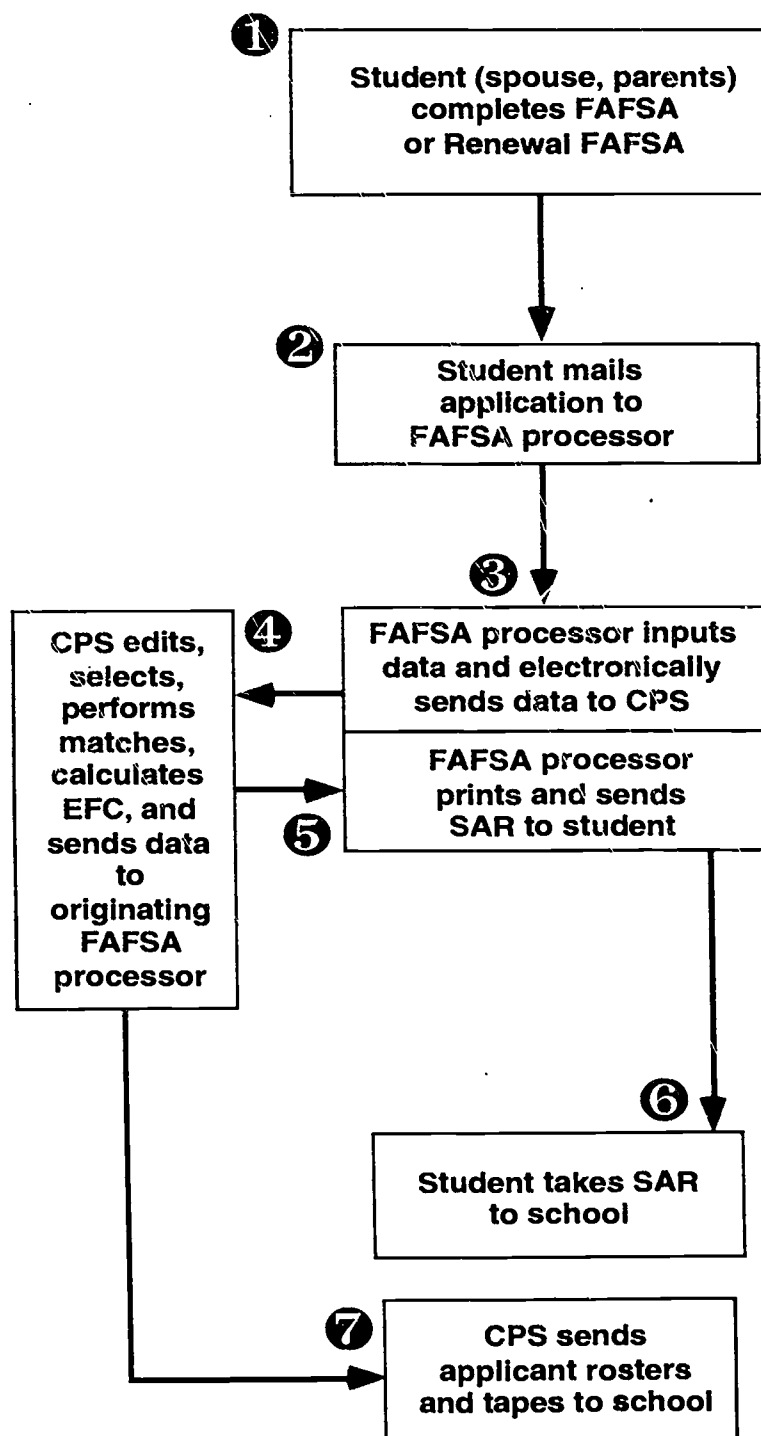 1
Student (spouse, parents)
completes FAFSA
or Renewal FAFSA
2
Student mails
application to
FAFSA processor
3
FAFSA processor inputs
data and electronically
sends data to CPS
4
CPS edits,
selects,
performs
matches,
calculates
EFC, and
sends data
to
originating
FAFSA
processor
5
FAFSA processor
prints and sends
SAR to student
6
Student takes SAR
to school
7
CPS sends
applicant rosters
and tapes to school